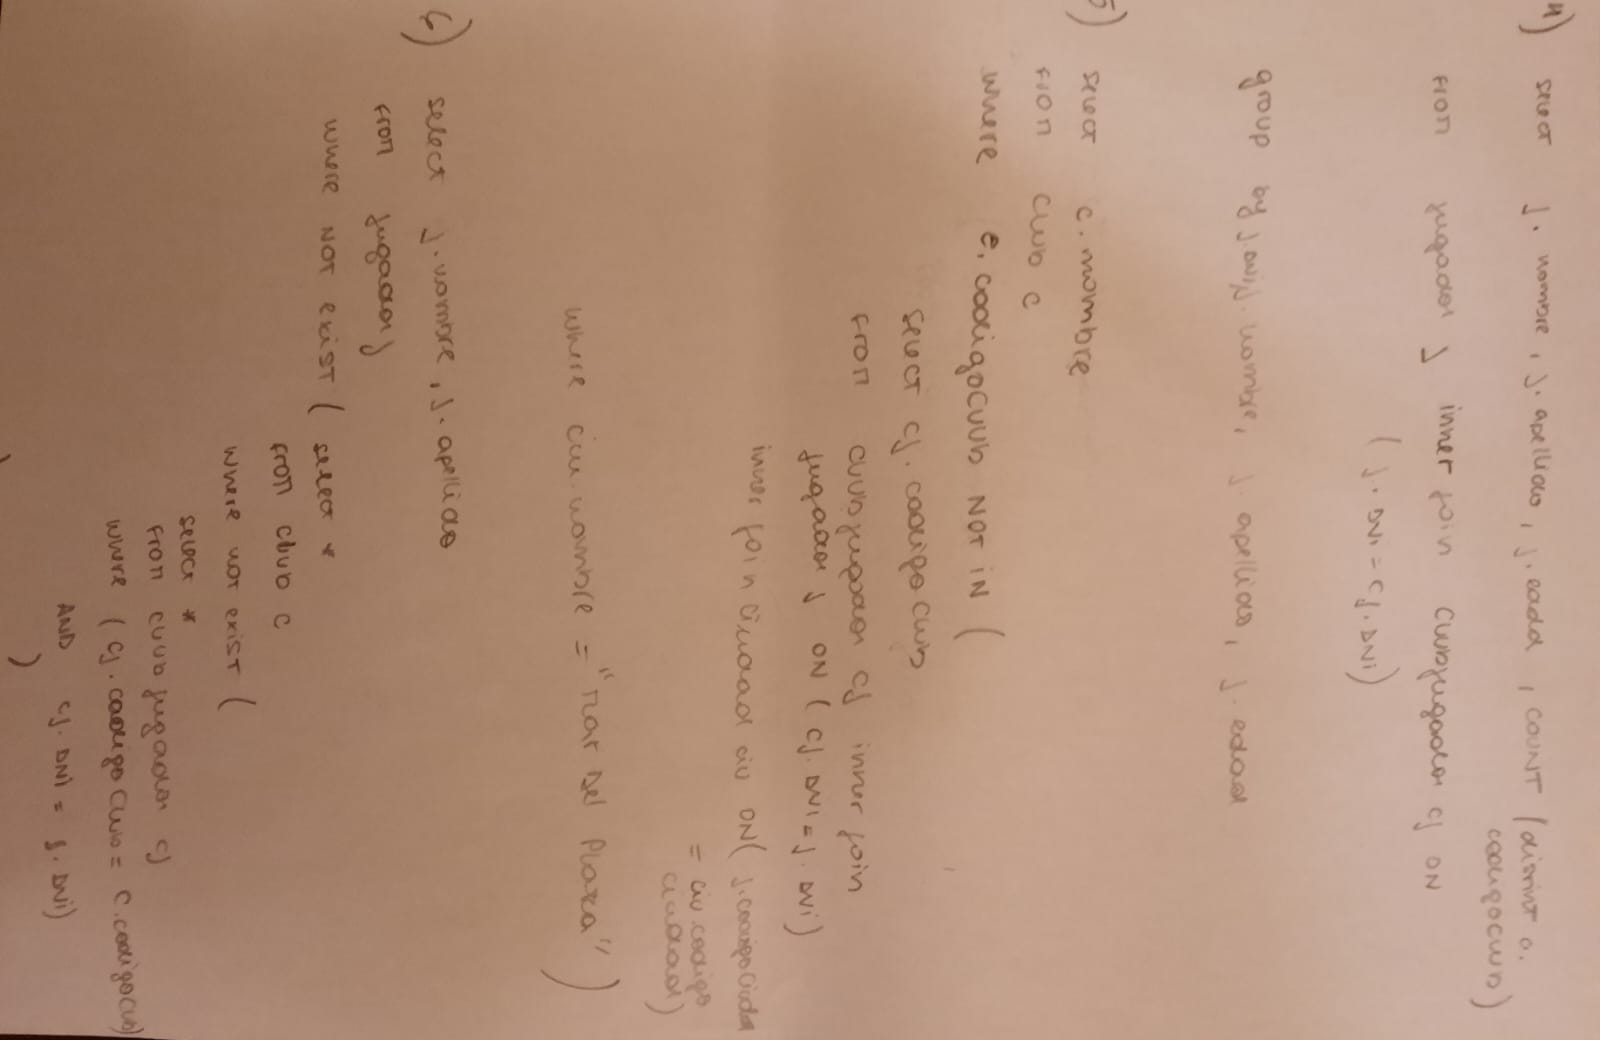 4) select j. nombre, j. apellido, j. edad, COUNT (distinct c.
codigoclub)
from jugador j inner join clubjugador cj ON
(j. DNI = cj. DNI)
group by j. DNI, j. nombre, j. apellido, j. edad
5) select c. nombre
from club c
where c. codigoclub NOT IN (
select cj. codigoclub
from clubjugador cj inner join
jugador j ON (cj. DNI = j. DNI)
inner join ciudad ciu ON (j.codigociudad
= ciu.codigo
ciudad)
where ciu.nombre = "Mar Del Plata")
6) select j. nombre, j. apellido
from jugador j
where NOT exist ( select *
from club c
where not exist (
select *
from clubjugador cj
where (cj. codigoclub = c.codigoclub)
AND cj. DNI = j. DNI)
)
)